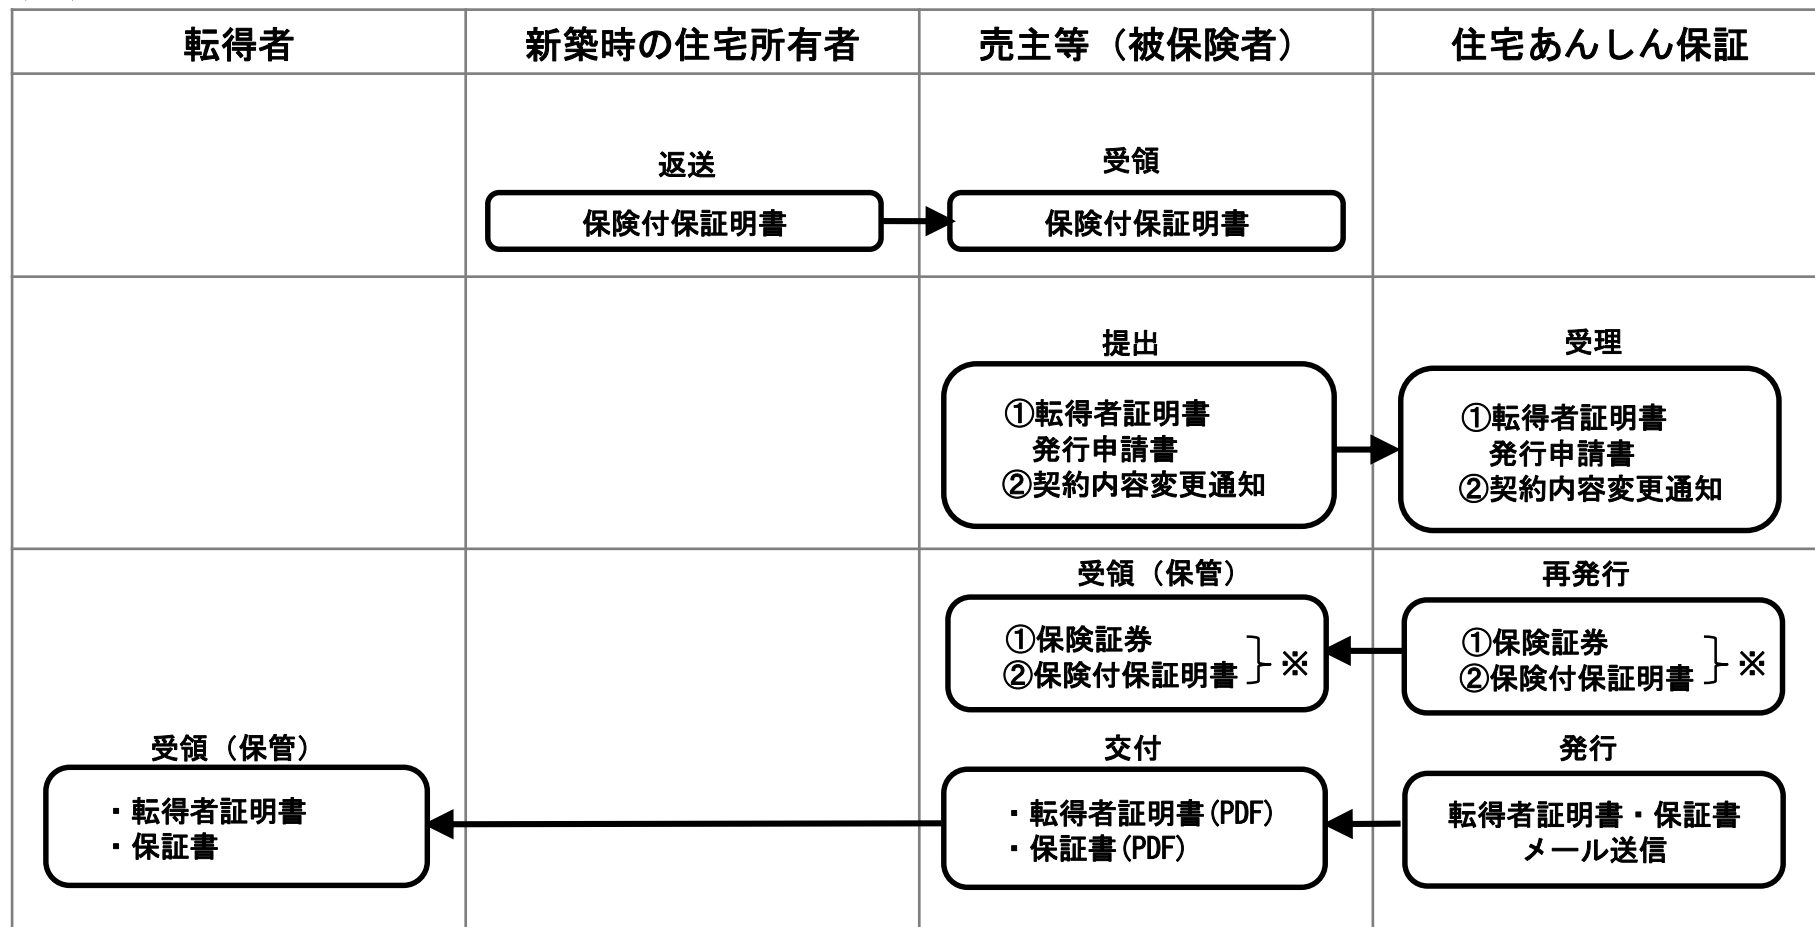 転得者
新築時の住宅所有者
売主等（被保険者）
住宅あんしん保証
返送
保険付保証明書
受領
保険付保証明書
提出
①転得者証明書
発行申請書
②契約内容変更通知
受理
①転得者証明書
発行申請書
②契約内容変更通知
受領（保管）
①保険証券
②保険付保証明書
※
再発行
①保険証券
②保険付保証明書
※
受領（保管）
・転得者証明書
・保証書
交付
・転得者証明書(PDF)
・保証書(PDF)
発行
転得者証明書・保証書
メール送信